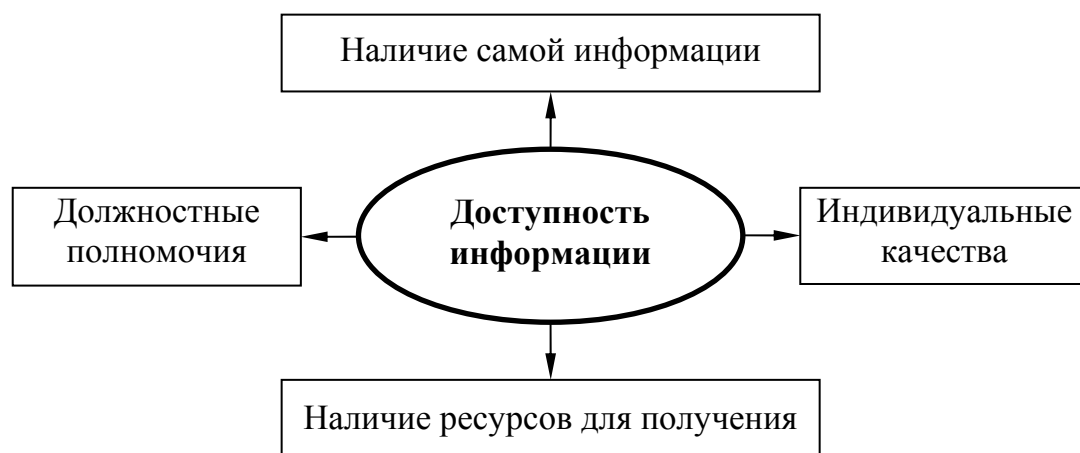 Наличие самой информации
Должностные
полномочия
Доступность
информации
Индивидуальные
качества
Наличие ресурсов для получения